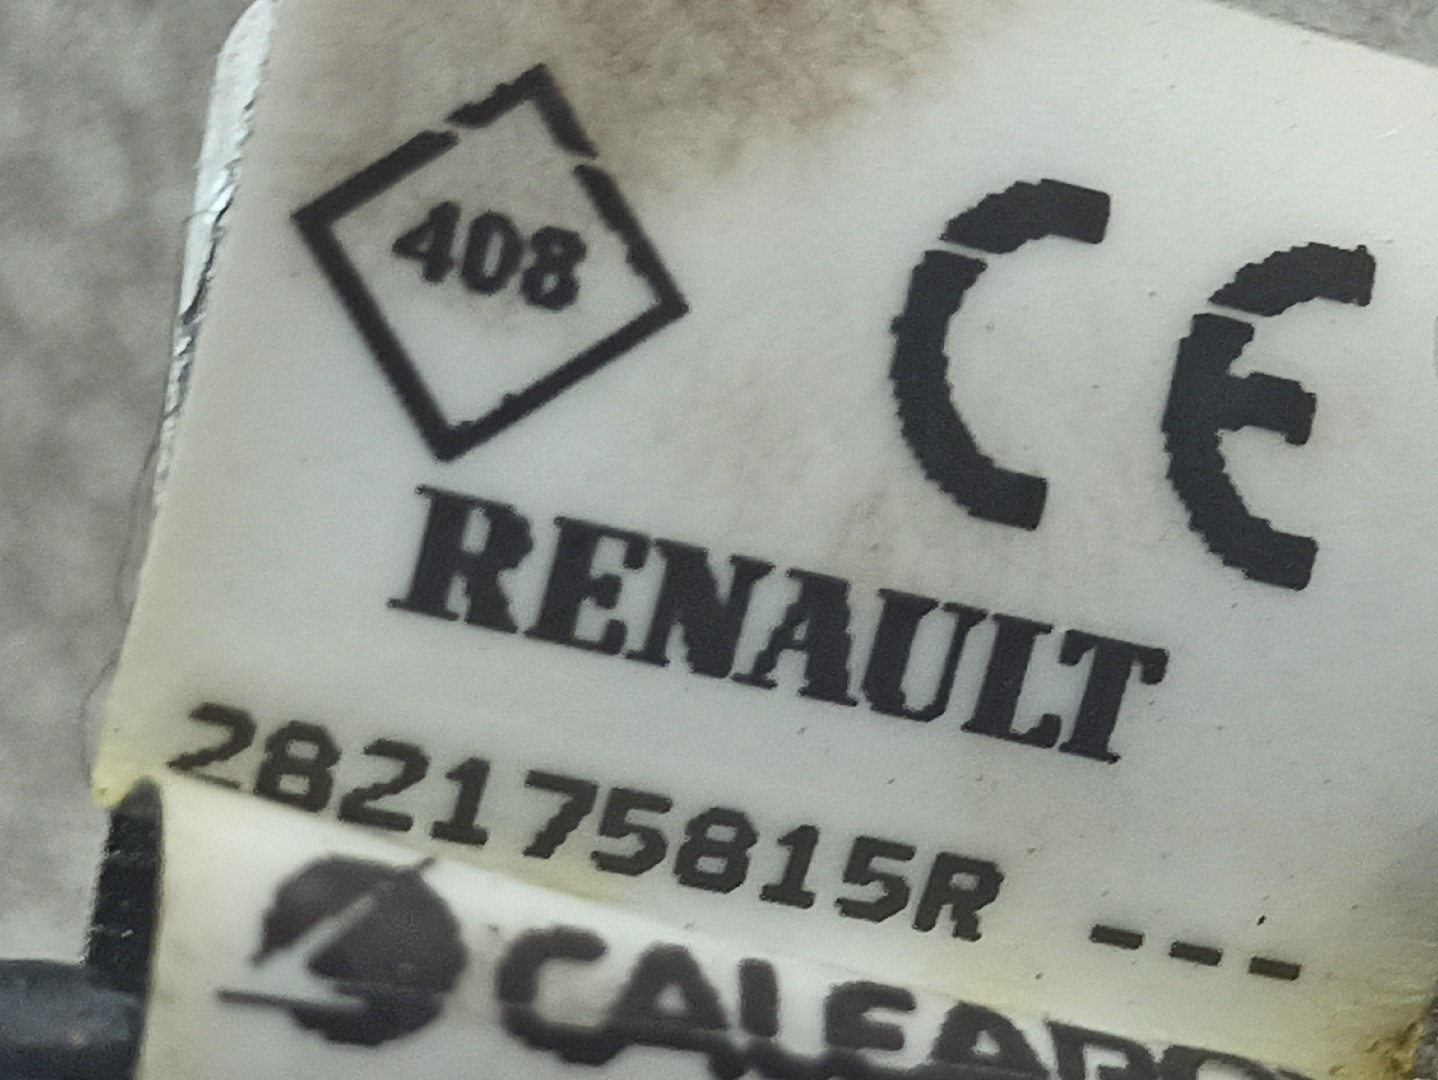 408
CE
RENAULT
282175815R ---